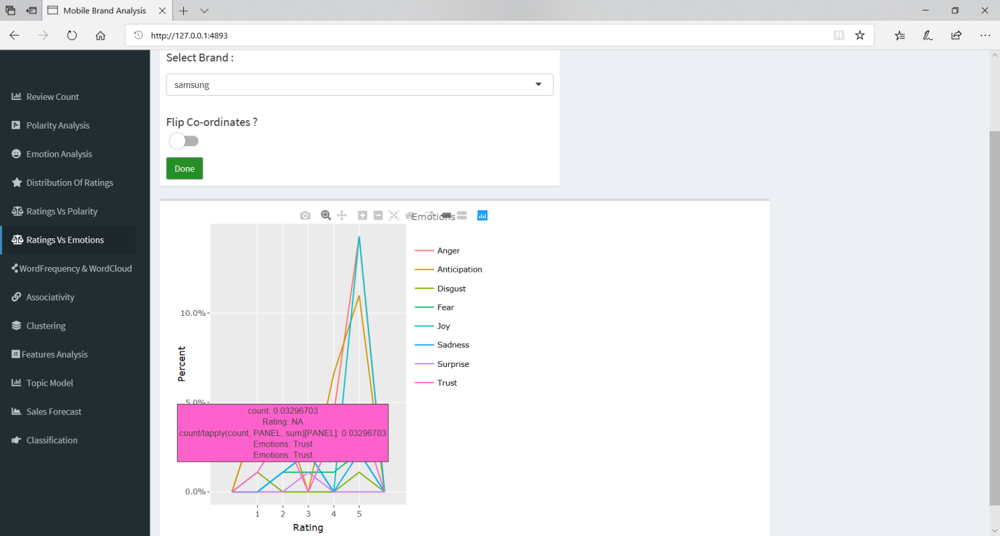 Mobile Brand Analysis
http://127.0.0.1:4893
Review Count
Polarity Analysis
Emotion Analysis
Distribution Of Ratings
Ratings Vs Polarity
Ratings Vs Emotions
WordFrequency & WordCloud
Associativity
Clustering
Features Analysis
Topic Model
Sales Forecast
Classification
Select Brand :
samsung
Flip Co-ordinates ?
Done
Emotions
Anger
Anticipation
Disgust
Fear
Joy
Sadness
Surprise
Trust
Percent
10.0%
5.0%
0.0%
count: 0.03296703
Rating: NA
count/tapply(count, PANEL, sum)[PANEL]: 0.03296703
Emotions: Trust
Emotions: Trust
1 2 3 4 5
Rating